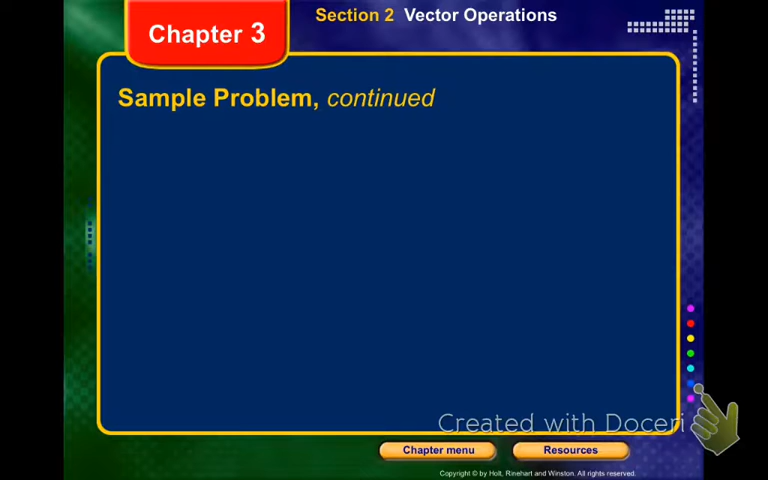 Chapter 3
Section 2 Vector Operations
Sample Problem, continued
Created with Doceri
Chapter menu
Resources
Copyright © by Holt, Rinehart and Winston. All rights reserved.